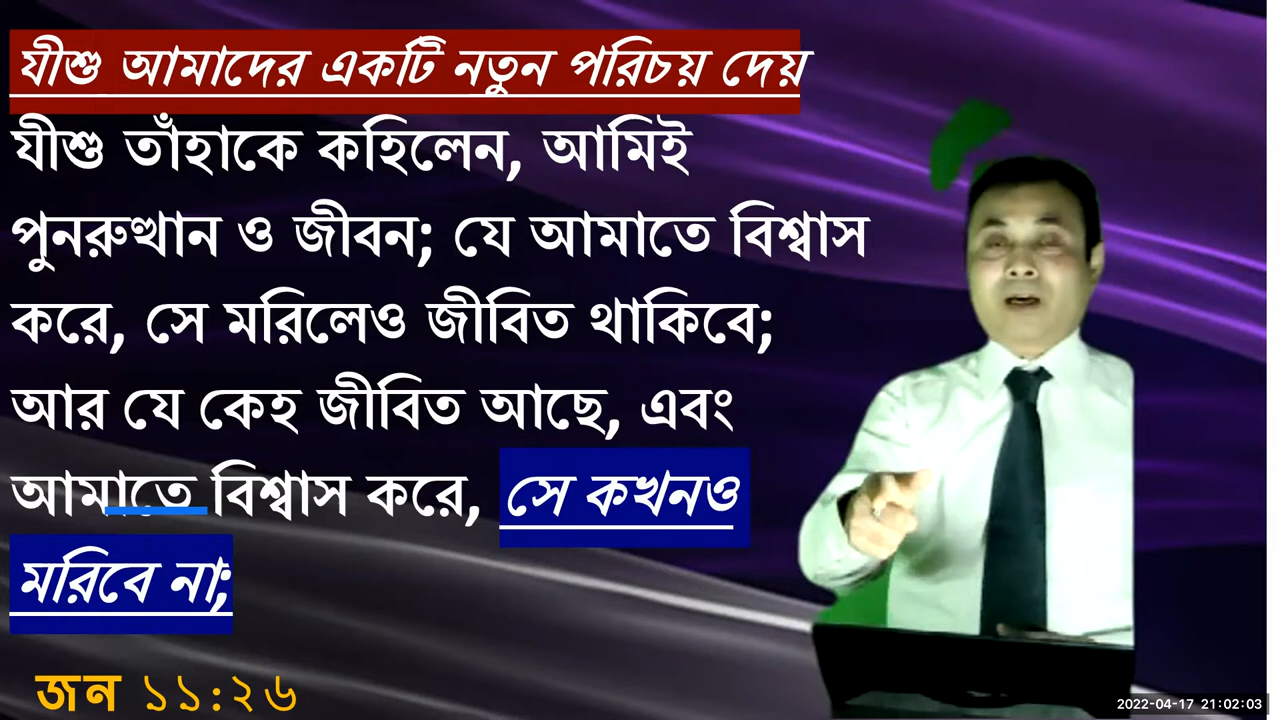 যীশু আমাদের একটি নতুন পরিচয় দেয়
যীশু তাঁহাকে কহিলেন, আমিই
পুনরুত্থান ও জীবন; যে আমাতে বিশ্বাস
করে, সে মরিলেও জীবিত থাকিবে;
আর যে কেহ জীবিত আছে, এবং
আমাতে বিশ্বাস করে, সে কখনও
মরিবে না;
জন ১১:২৬
2022-04-17 21:02:03